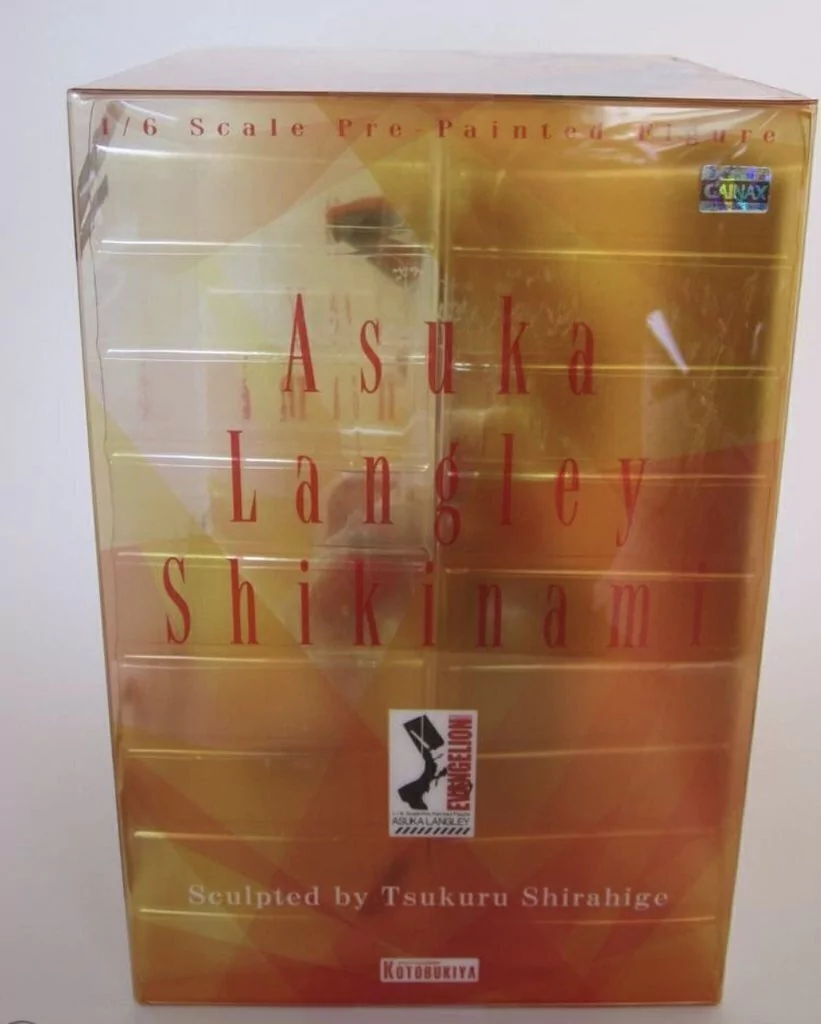 1/6 Scale Pre-Painted Figure
GAINAX
Asuka
Langley
Shikinami
EVANGELION
ASUKA LANGLEY
Sculpted by Tsukuru Shirahige
KOTOBUKIYA